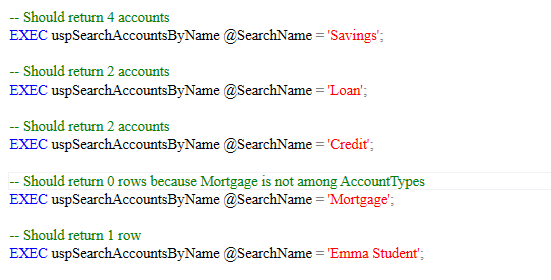 -- Should return 4 accounts
EXEC uspSearchAccountsByName @SearchName = 'Savings';
-- Should return 2 accounts
EXEC uspSearchAccountsByName @SearchName = 'Loan';
-- Should return 2 accounts
EXEC uspSearchAccountsByName @SearchName = 'Credit';
-- Should return 0 rows because Mortgage is not among AccountTypes
EXEC uspSearchAccountsByName @SearchName = 'Mortgage';
-- Should return 1 row
EXEC uspSearchAccountsByName @SearchName = 'Emma Student';